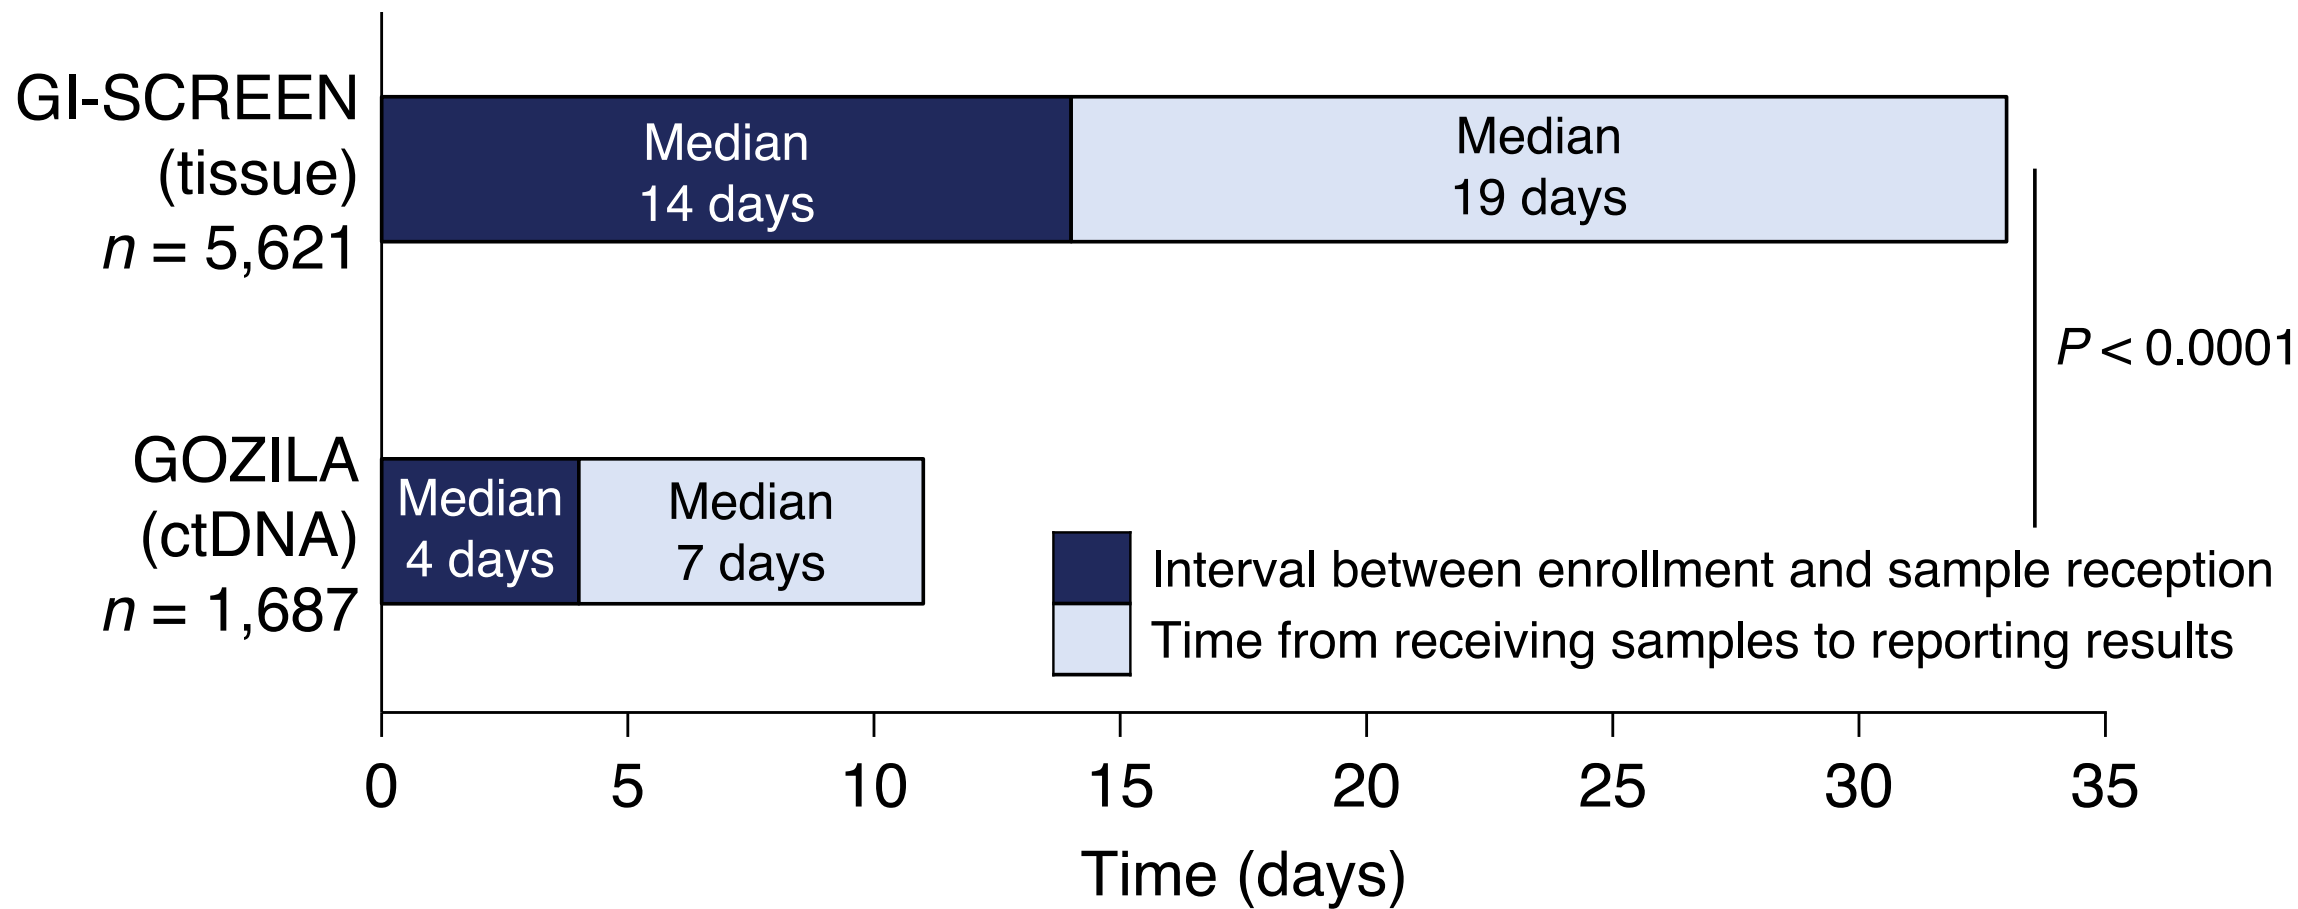 GI-SCREEN
(tissue)
n = 5,621
Median
14 days
Median
19 days
P < 0.0001
GOZILA
(ctDNA)
n = 1,687
Median
4 days
Median
7 days
Interval between enrollment and sample reception
Time from receiving samples to reporting results
0 5 10 15 20 25 30 35
Time (days)